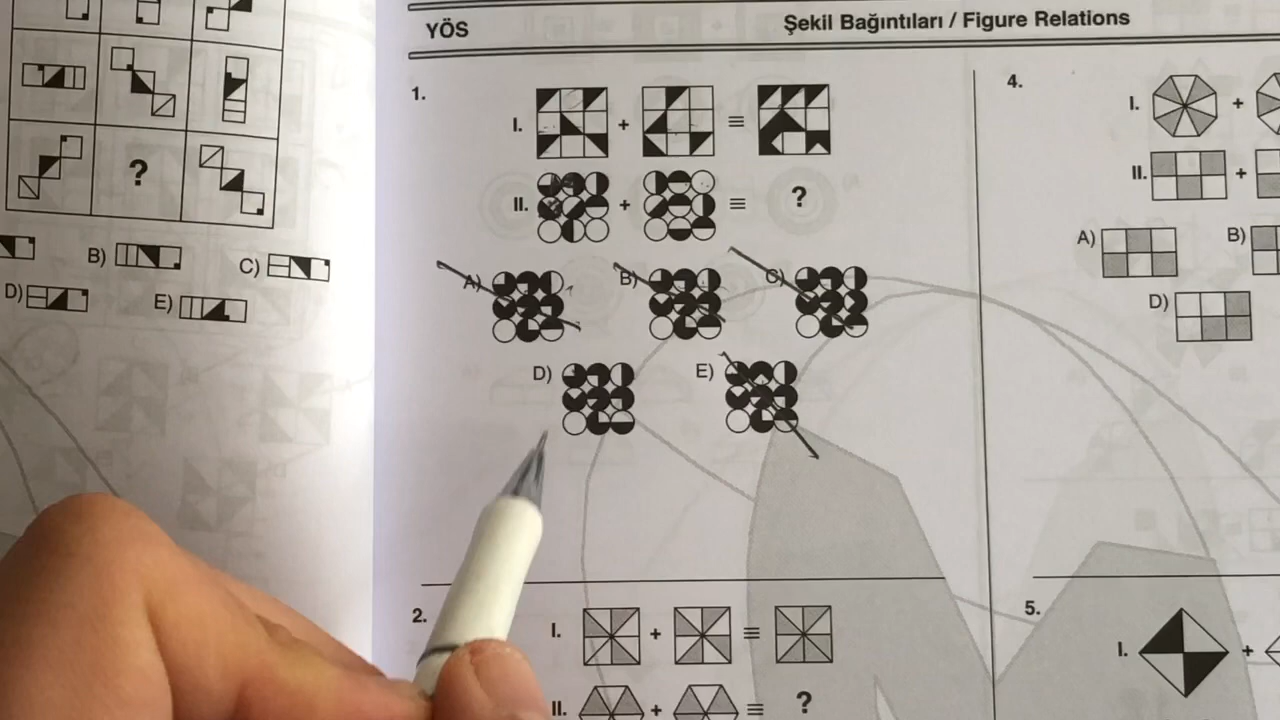 YÖS
Şekil Bağıntıları / Figure Relations
?
B)
C)
D)
E)
1.
I. + ≡
II. + ≡ ?
A)
B)
C)
D)
E)
2.
I. + ≡
II. + ≡ ?
4.
I. +
II. +
A)
B)
D)
5.
I. +